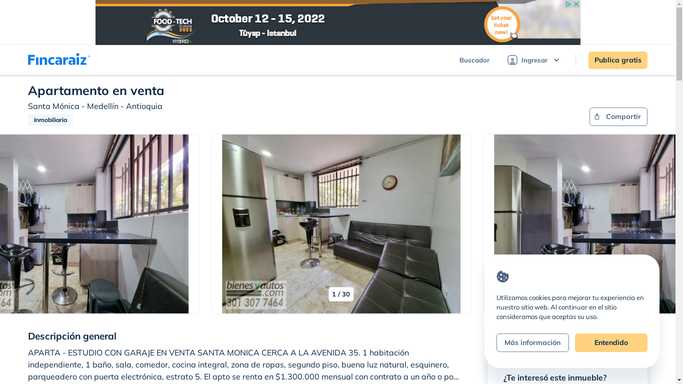 FOOD-TECH
October 12 - 15, 2022
Tüyap - Istanbul
Get your
ticket
now!
Fincaraiz
Buscador
Ingresar
Publica gratis
Apartamento en venta
Santa Mónica - Medellín - Antioquia
Inmobiliaria
Compartir
bienesyautos
.com
301 307 7464
1 / 30
Utilizamos cookies para mejorar tu experiencia en
nuestro sitio web. Al continuar en el sitio
consideramos que aceptas su uso.
Más información
Entendido
Descripción general
APARTA - ESTUDIO CON GARAJE EN VENTA SANTA MONICA CERCA A LA AVENIDA 35. 1 habitación
independiente, 1 baño, sala, comedor, cocina integral, zona de ropas, segundo piso, buena luz natural, esquinero,
parqueadero con puerta electrónica, estrato 5. El apto se renta en $1.300.000 mensual con contrato a un año o po...
¿Te interesó este inmueble?